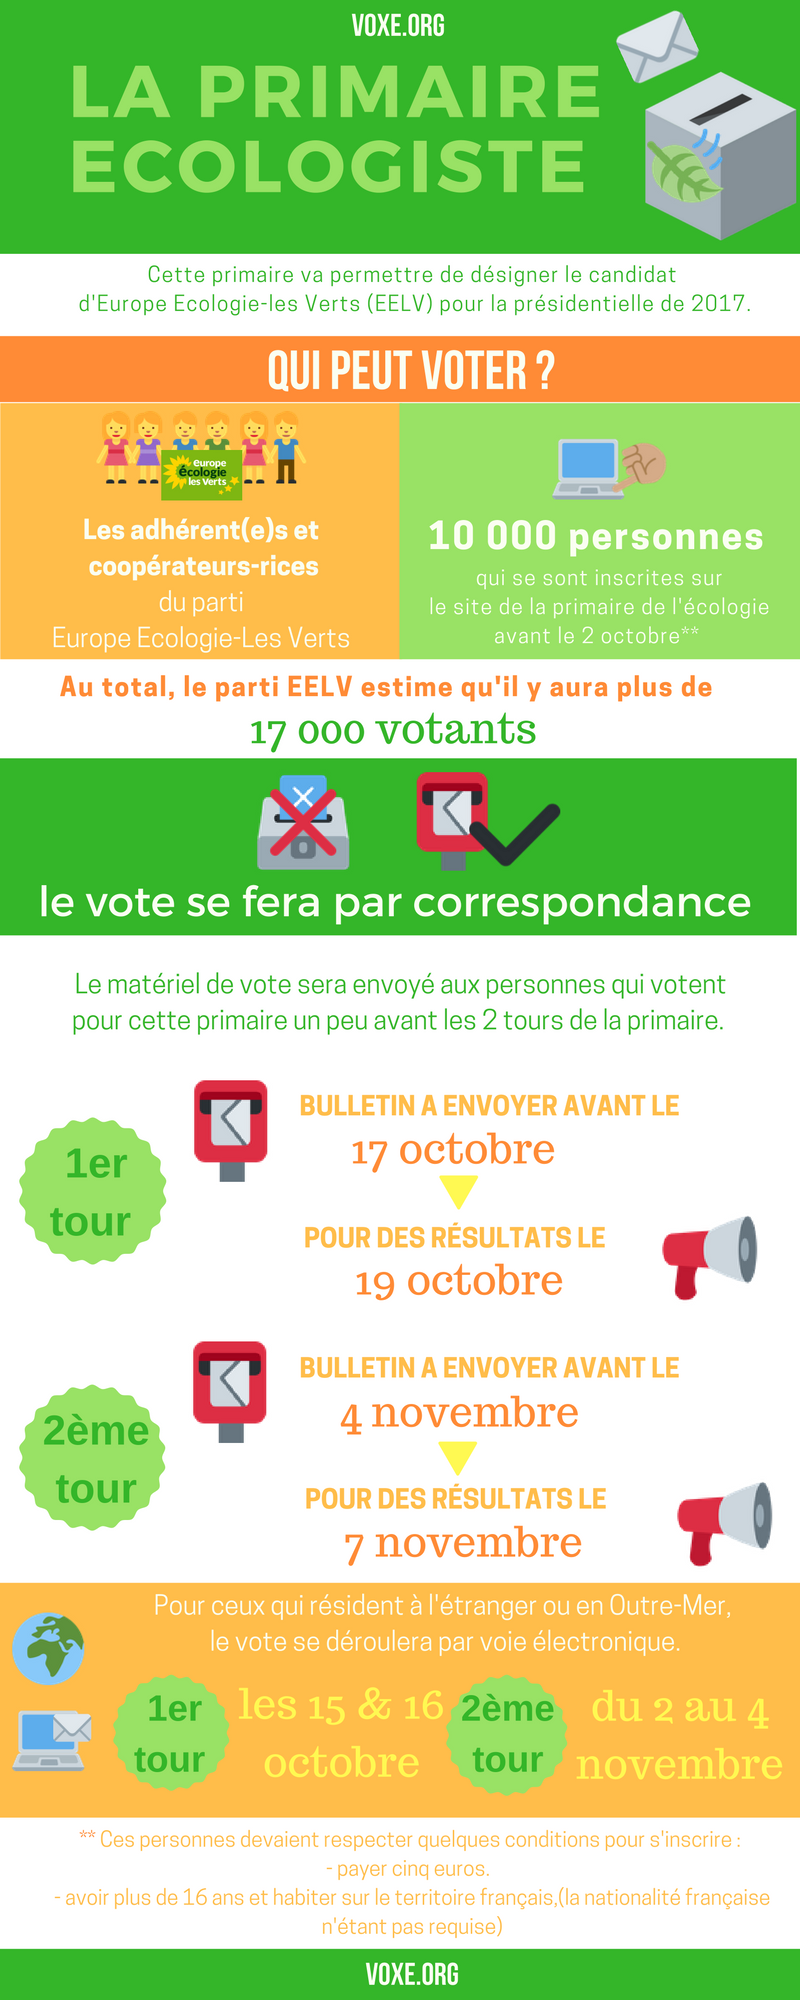 VOXE.ORG
LA PRIMAIRE
ECOLOGISTE
Cette primaire va permettre de désigner le candidat
d'Europe Ecologie-les Verts (EELV) pour la présidentielle de 2017.
QUI PEUT VOTER ?
europe
écologie
les verts
Les adhérent(e)s et
coopérateurs-rices
du parti
Europe Ecologie-Les Verts
10 000 personnes
qui se sont inscrites sur
le site de la primaire de l'écologie
avant le 2 octobre**
Au total, le parti EELV estime qu'il y aura plus de
17 000 votants
le vote se fera par correspondance
Le matériel de vote sera envoyé aux personnes qui votent
pour cette primaire un peu avant les 2 tours de la primaire.
1er
tour
BULLETIN A ENVOYER AVANT LE
17 octobre
POUR DES RÉSULTATS LE
19 octobre
2ème
tour
BULLETIN A ENVOYER AVANT LE
4 novembre
POUR DES RÉSULTATS LE
7 novembre
Pour ceux qui résident à l'étranger ou en Outre-Mer,
le vote se déroulera par voie électronique.
1er
tour
les 15 & 16
octobre
2ème
tour
du 2 au 4
novembre
** Ces personnes devaient respecter quelques conditions pour s'inscrire :
- payer cinq euros.
- avoir plus de 16 ans et habiter sur le territoire français,(la nationalité française
n'étant pas requise)
VOXE.ORG